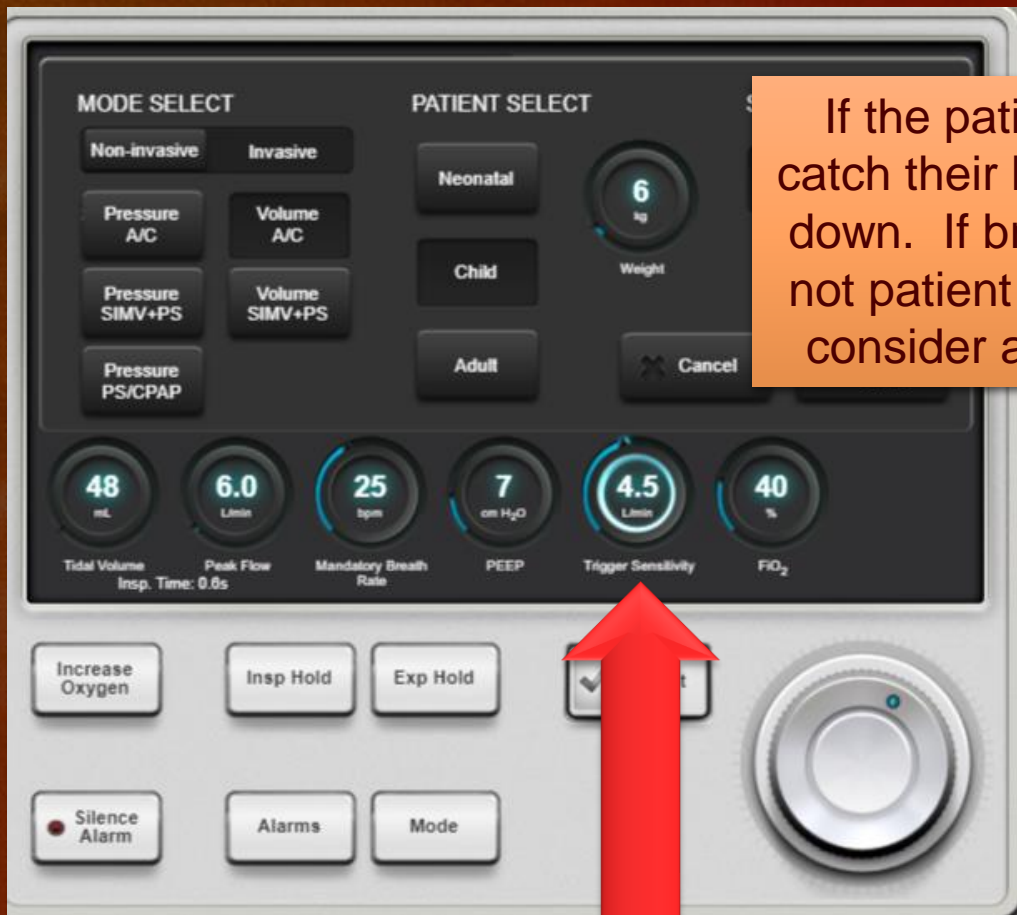 MODE SELECT
Non-invasive
Invasive
Pressure
A/C
Volume
A/C
Pressure
SIMV+PS
Volume
SIMV+PS
Pressure
PS/CPAP
PATIENT SELECT
Neonatal
Child
Adult
6
kg
Weight
Cancel
If the pati
catch their
down. If br
not patient
consider a
48
mL
Tidal Volume
6.0
L/min
Peak Flow
Insp. Time: 0.6s
25
bpm
Mandatory Breath
Rate
7
cm H₂O
PEEP
4.5
L/min
Trigger Sensitivity
40
%
FiO₂
Increase
Oxygen
Insp Hold
Exp Hold
t
Silence
Alarm
Alarms
Mode